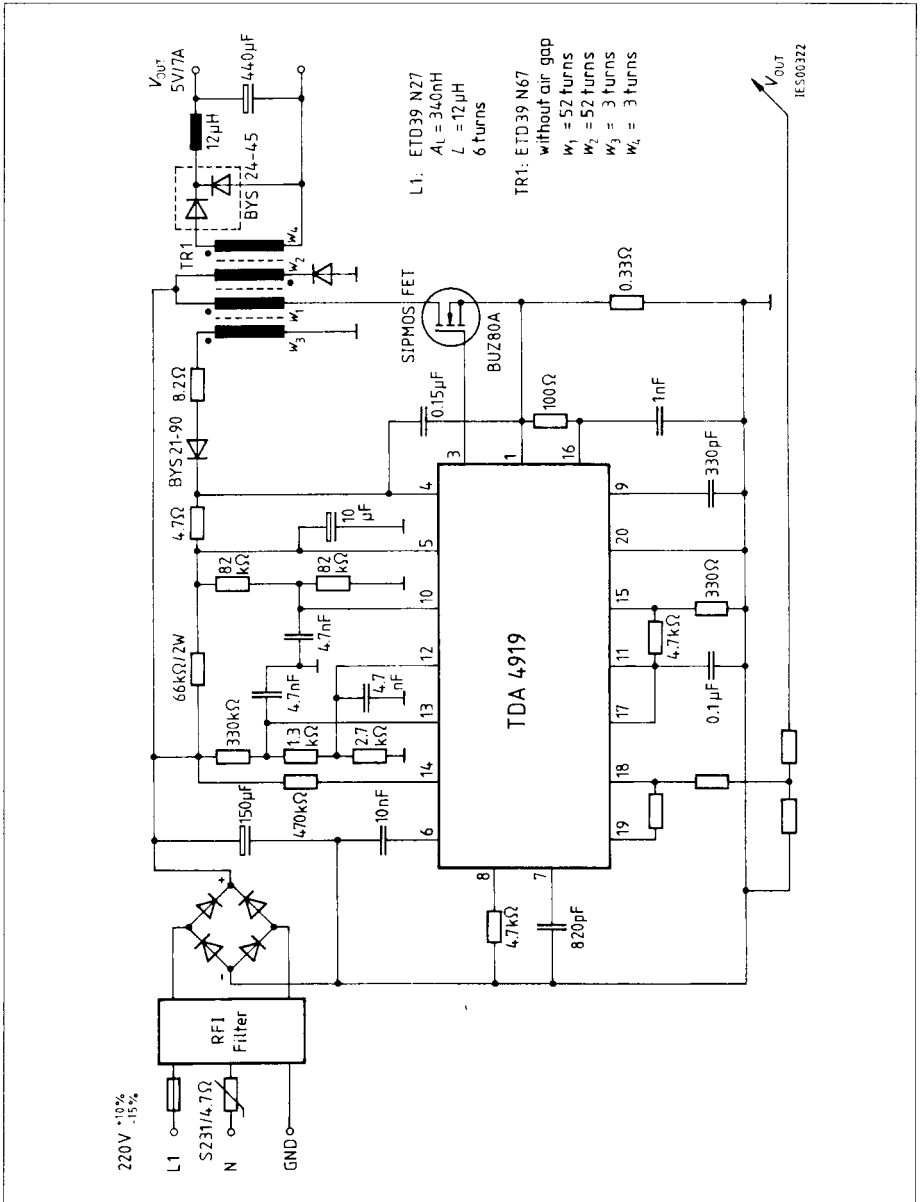 220V +10% -15%
L1
S231/4.7Ω
N
GND
RFI
Filter
+
-
150µF
470kΩ
10nF
330kΩ
1.3
kΩ
2.7
kΩ
4.7nF
4.7
nF
66kΩ/2W
4.7nF
82
kΩ
82
kΩ
4.7Ω
10
µF
BYS21-90
8.2Ω
0.15µF
TR1
w3
w1
w2
w4
BYS 24-45
12µH
VOUT
5V/7A
440µF
SIPMOS FET
BUZ80A
L1: ETD39 N27
AL = 340nH
L = 12µH
6 turns
TR1: ETD39 N67
without air gap
w1 = 52 turns
w2 = 52 turns
w3 = 3 turns
w4 = 3 turns
6
14
13
12
10
5
4
3
1
16
8
7
TDA 4919
19
18
17
11
15
20
9
4.7kΩ
820pF
4.7kΩ
0.1µF
330Ω
330pF
100Ω
1nF
0.33Ω
VOUT
IES00322